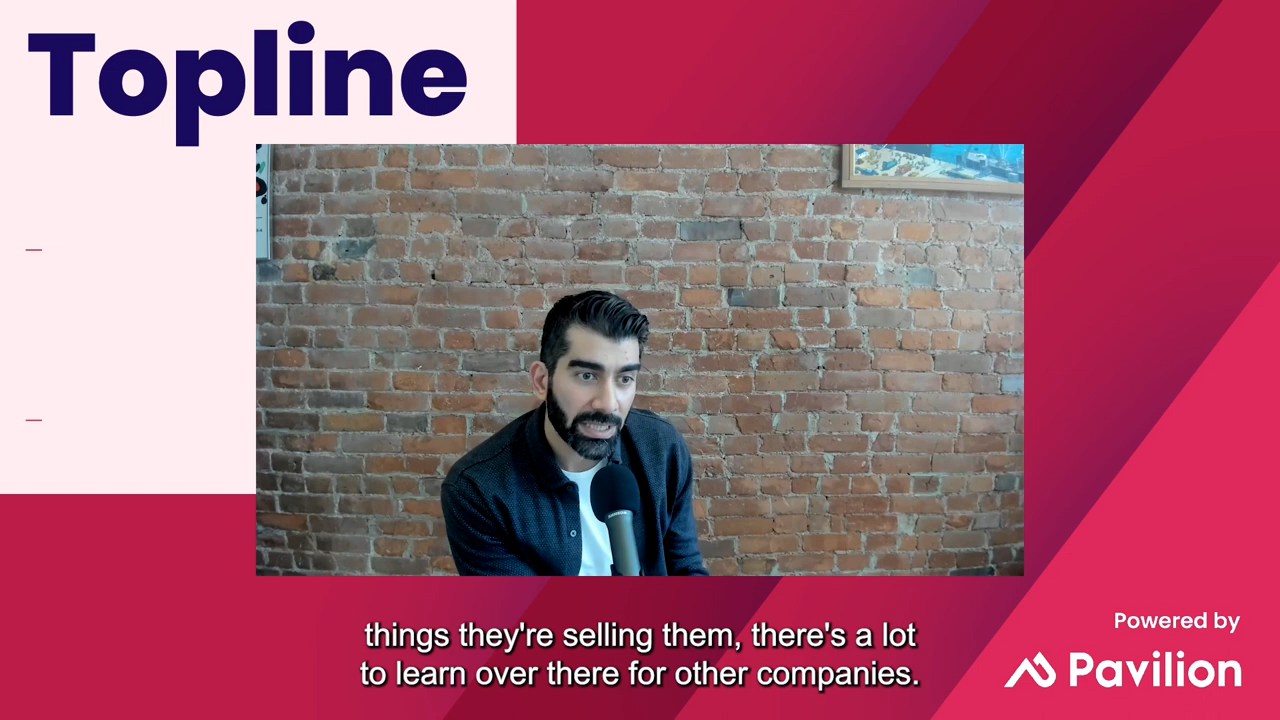 Topline
things they're selling them, there's a lot
to learn over there for other companies.
Powered by
Pavilion